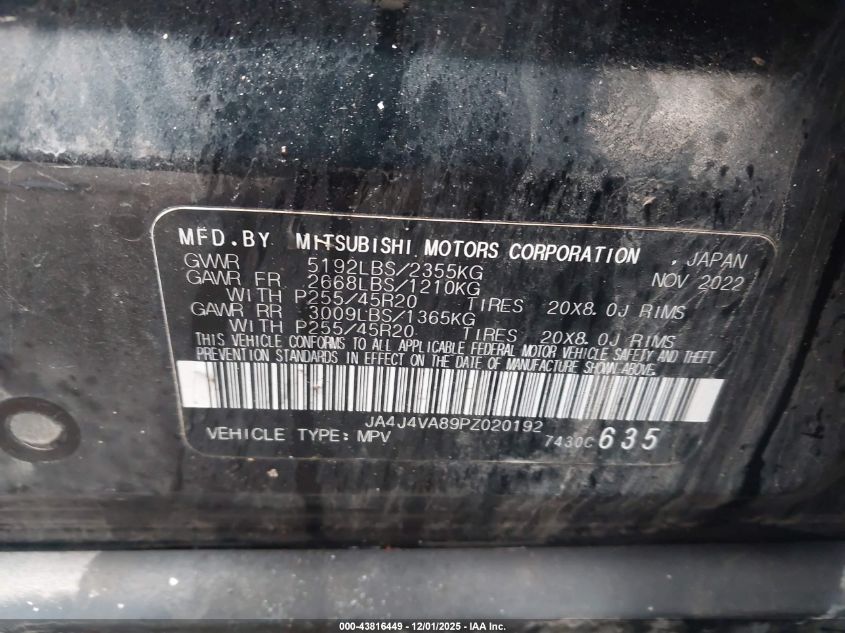 MFD.BY MITSUBISHI MOTORS CORPORATION , JAPAN
GVWR 5192LBS/2355KG NOV 2022
GAWR FR 2668LBS/1210KG
WITH P255/45R20 TIRES 20X8.0J RIMS
GAWR RR 3009LBS/1365KG
WITH P255/45R20 TIRES 20X8.0J RIMS
THIS VEHICLE CONFORMS TO ALL APPLICABLE FEDERAL MOTOR VEHICLE SAFETY AND THEFT
PREVENTION STANDARDS IN EFFECT ON THE DATE OF MANUFACTURE SHOWN ABOVE.
JA4J4VA89PZ020192
VEHICLE TYPE: MPV 7430C 635
000-43816449 - 12/01/2025 - IAA Inc.